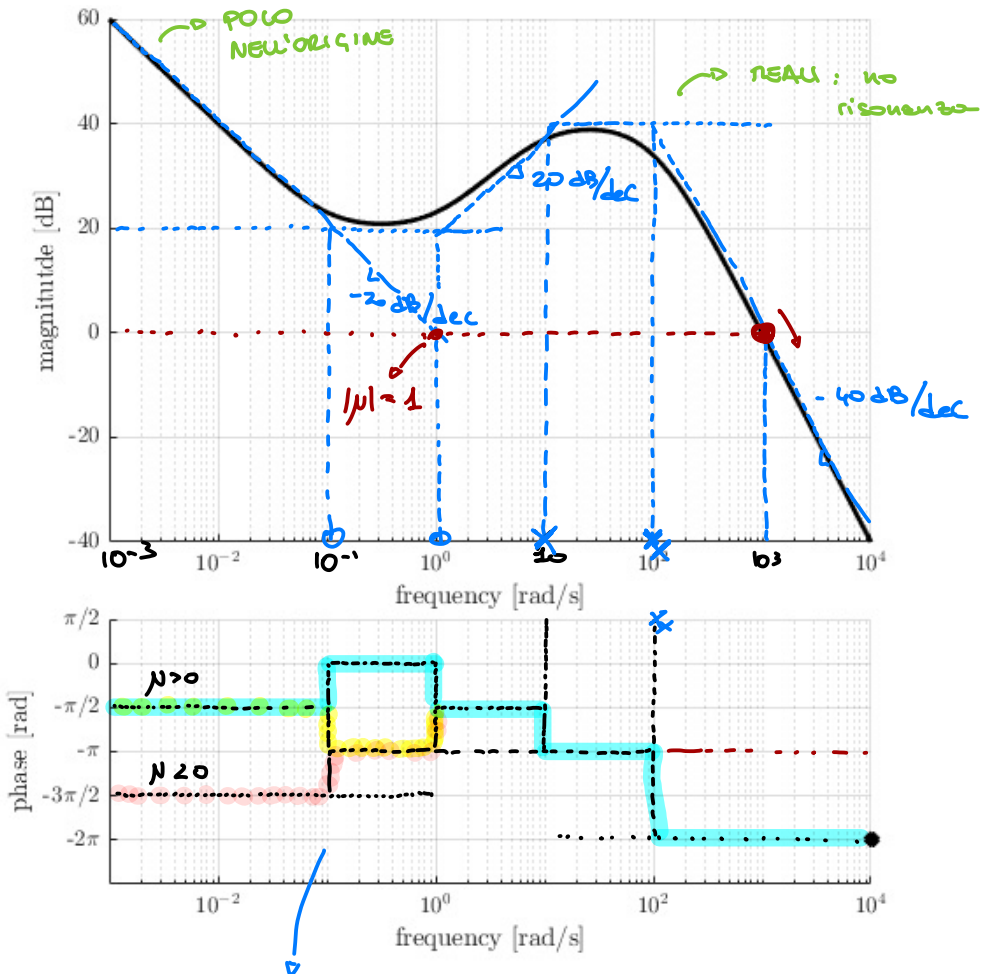 60
→ POLO
NELL'ORIGINE
→ REALI : no
risonanza
40
20 dB/dec
magnitutde [dB]
20
-20 dB/dec
0
|μ| = 1
-40 dB/dec
-20
-40
10-3
10^-2
10^-1
10^0
10
10^2
10^3
10^4
frequency [rad/s]
π/2
0
μ>0
-π/2
phase [rad]
-π
μ<0
-3π/2
-2π
10^-2
10^0
10^2
10^4
frequency [rad/s]